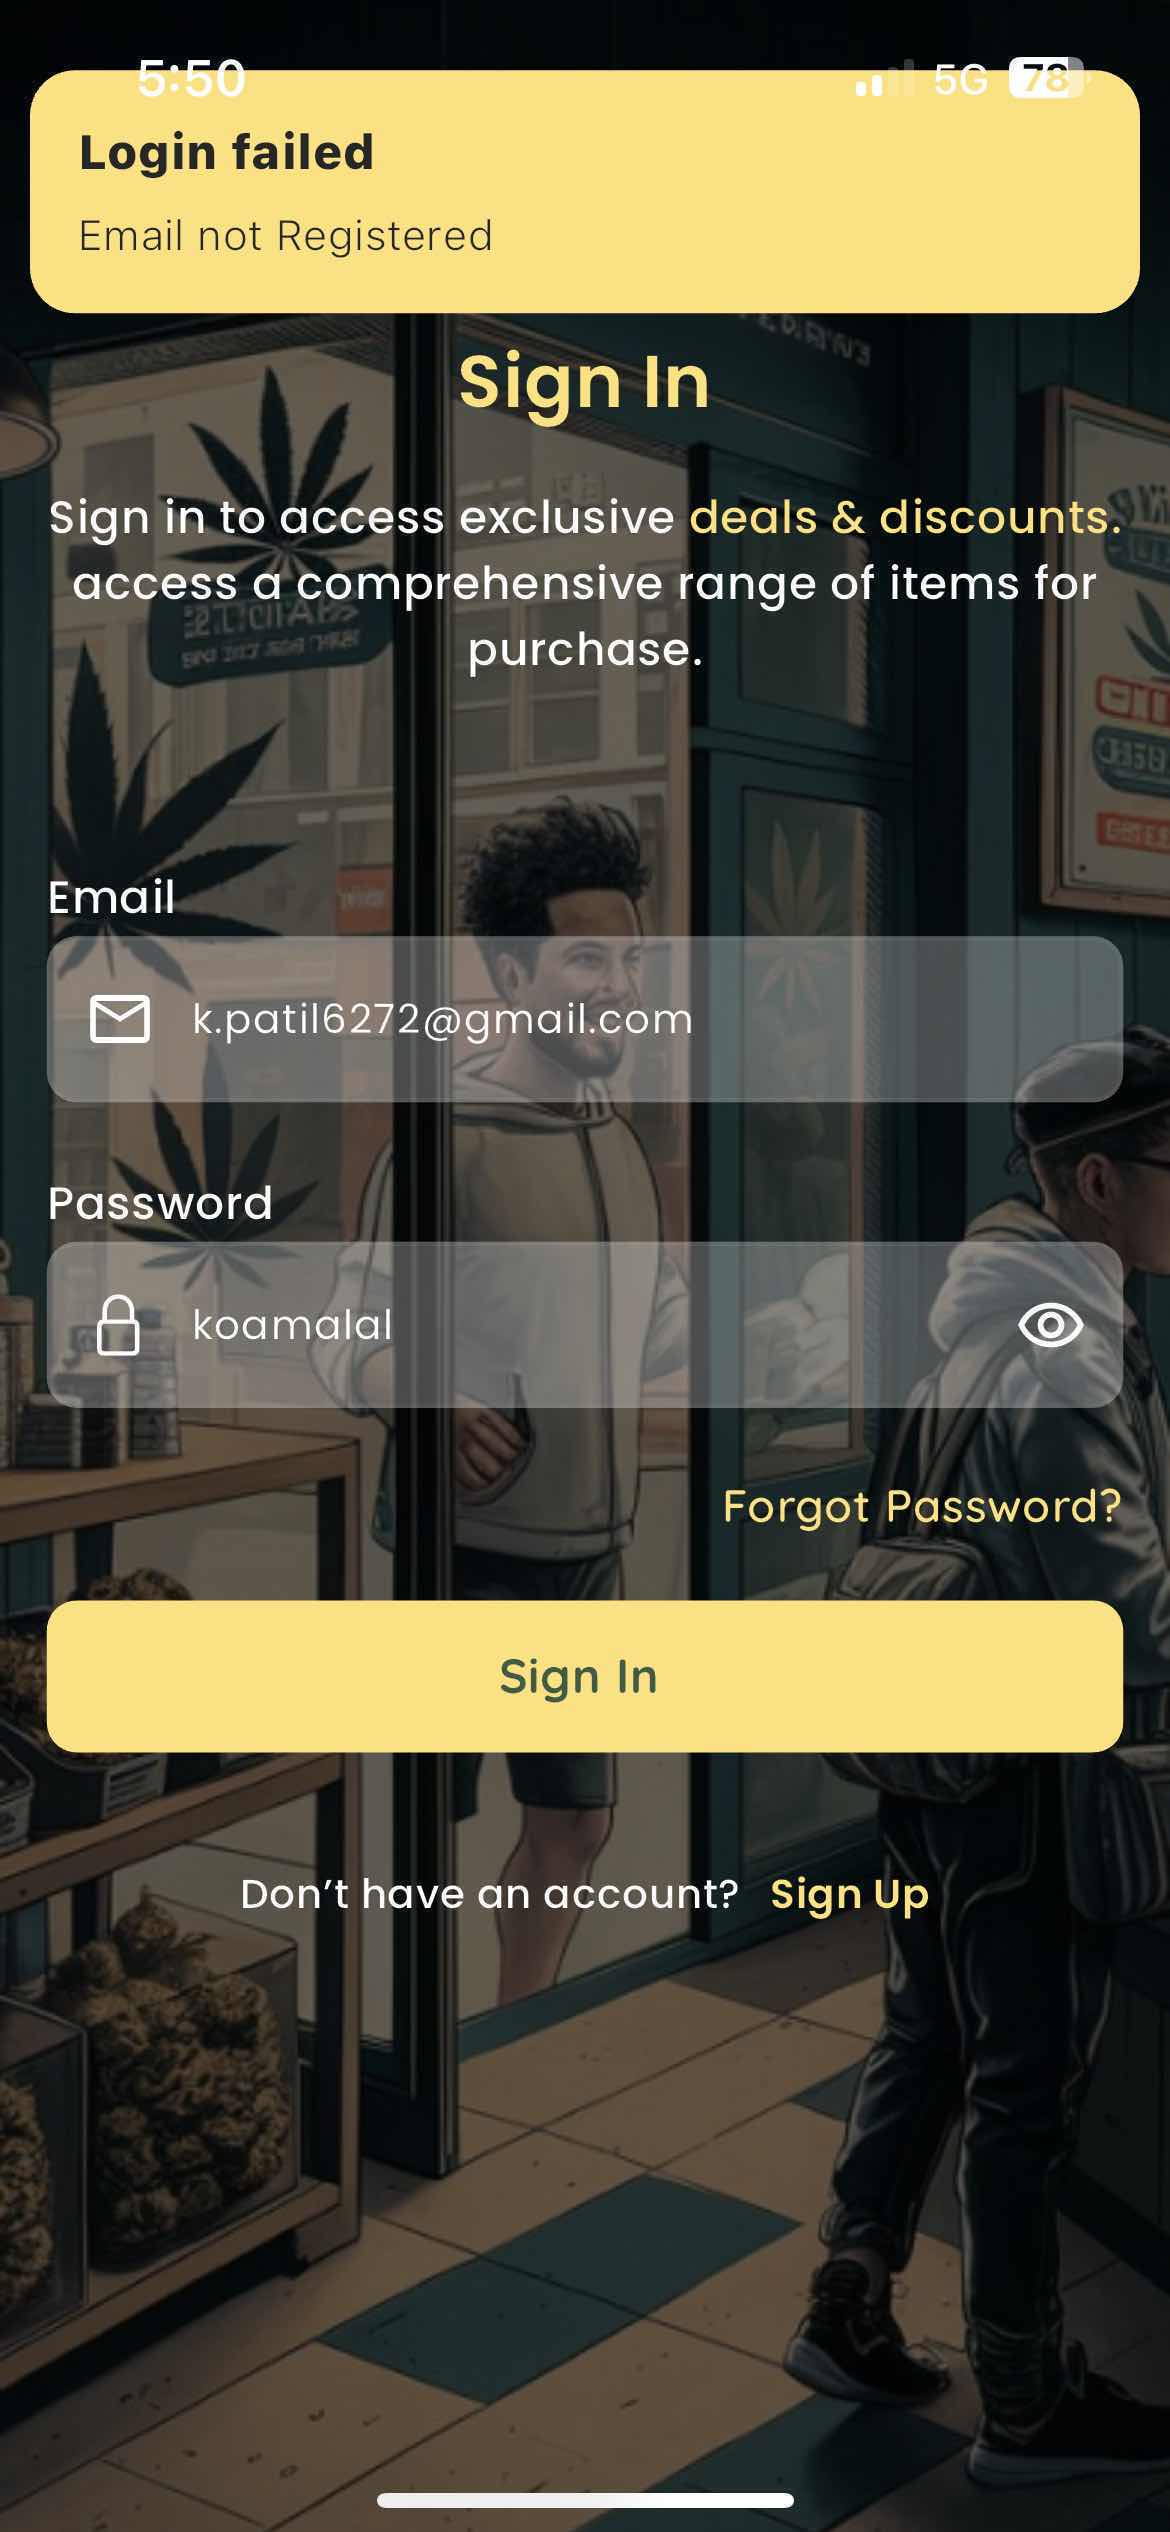 5:50
5G
78
Login failed
Email not Registered
Sign In
Sign in to access exclusive deals & discounts.
access a comprehensive range of items for
purchase.
Email
k.patil6272@gmail.com
Password
koamalal
Forgot Password?
Sign In
Don’t have an account? Sign Up